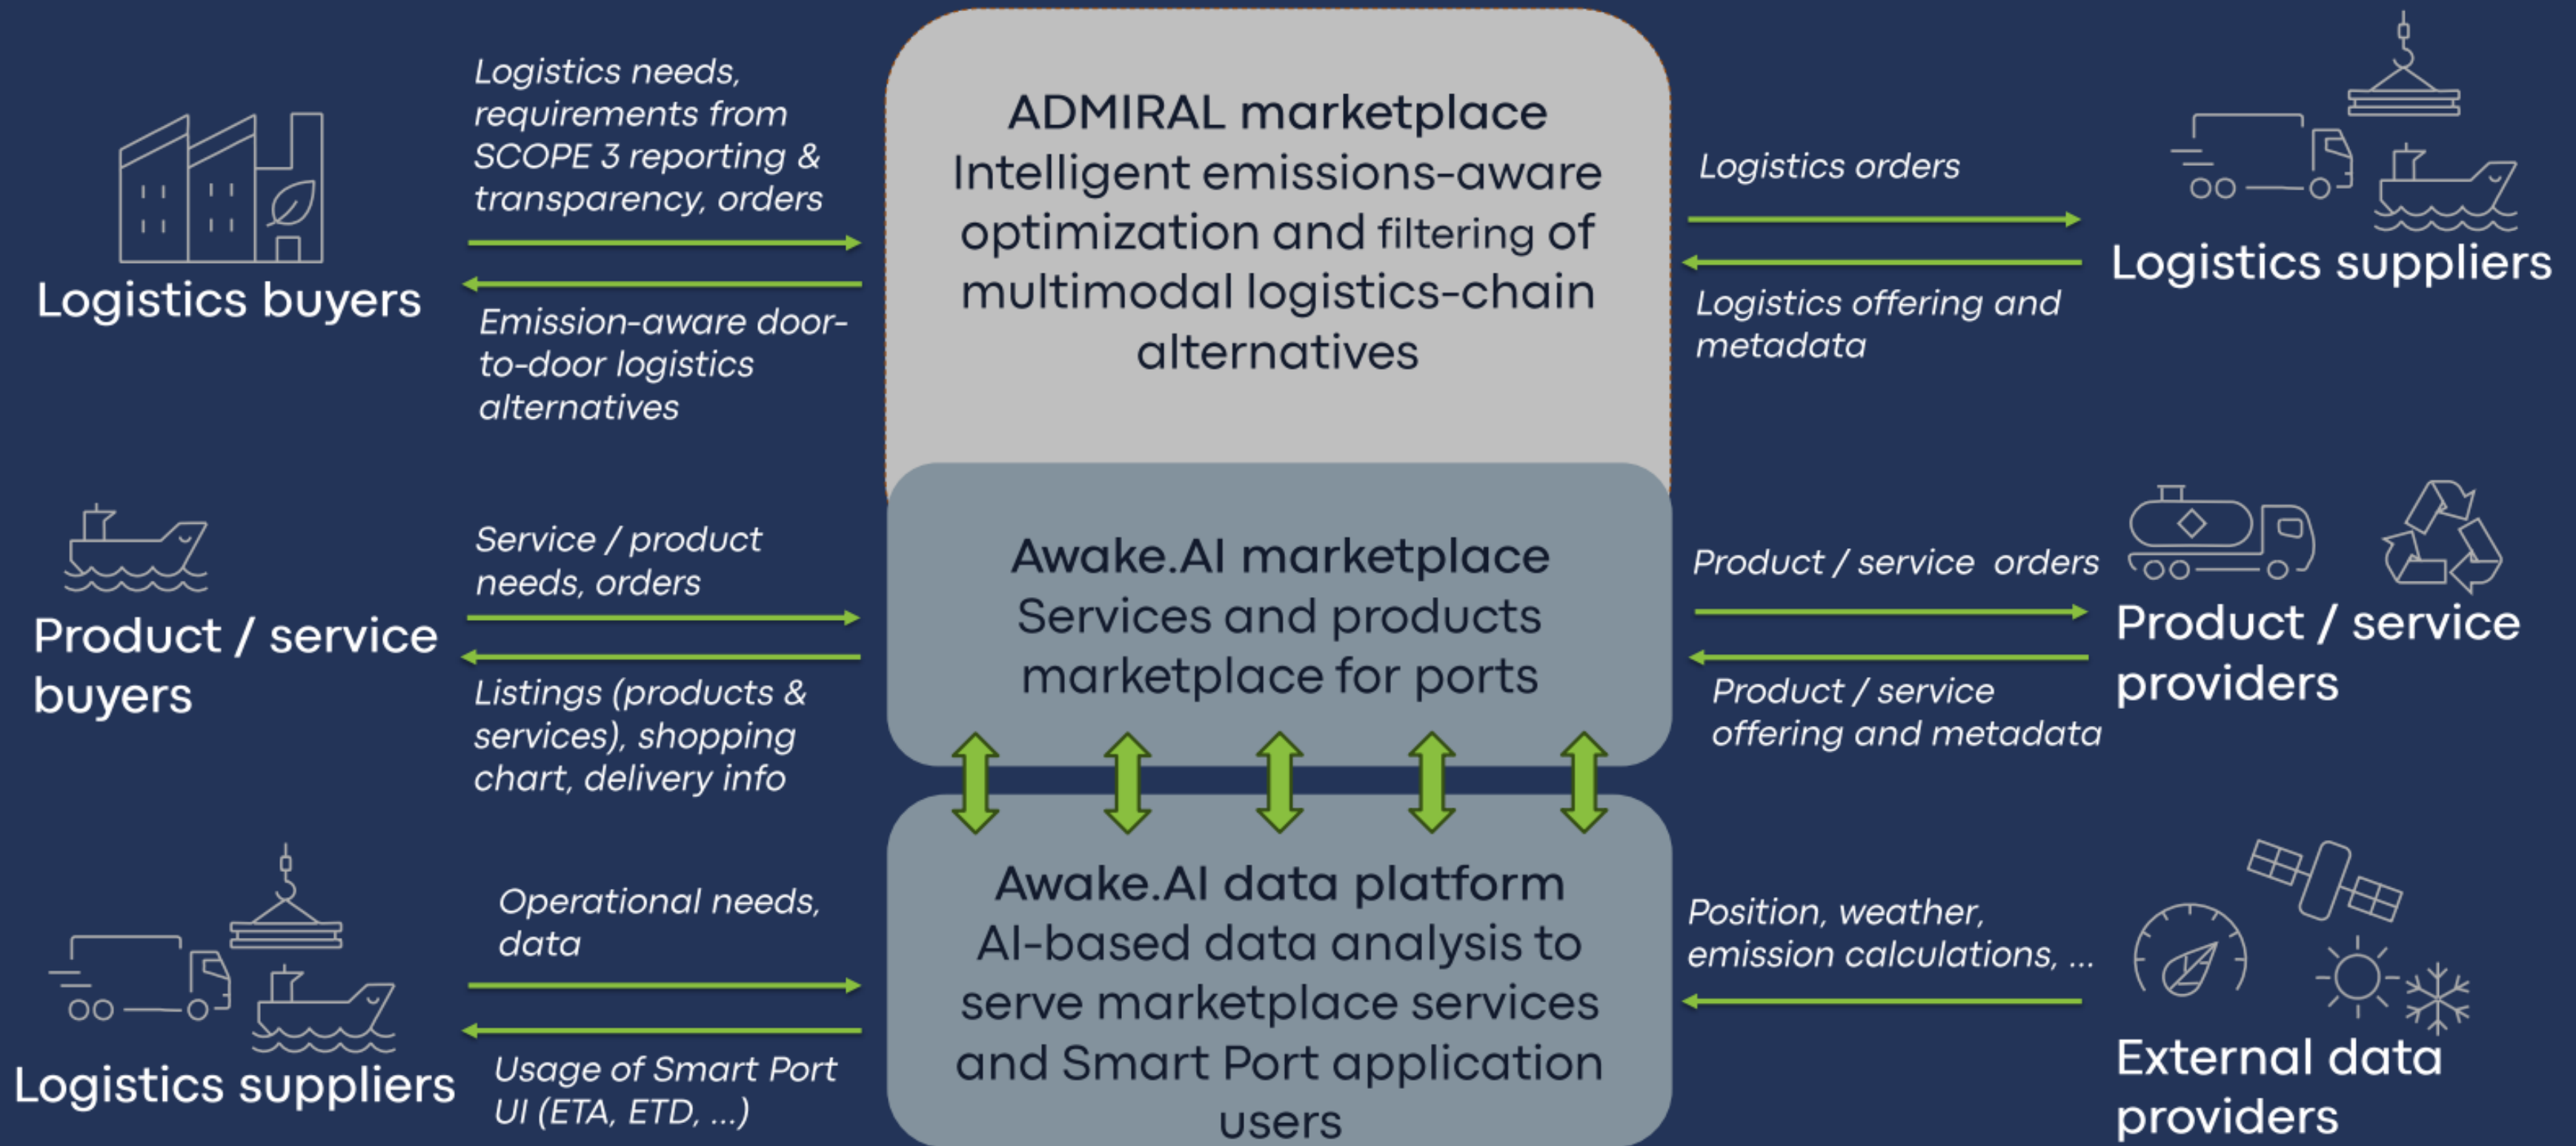 Logistics needs,
requirements from
SCOPE 3 reporting &
transparency, orders
Logistics buyers
Emission-aware door-
to-door logistics
alternatives
ADMIRAL marketplace
Intelligent emissions-aware
optimization and filtering of
multimodal logistics-chain
alternatives
Logistics orders
Logistics suppliers
Logistics offering and
metadata
Service / product
needs, orders
Product / service
buyers
Listings (products &
services), shopping
chart, delivery info
Awake.AI marketplace
Services and products
marketplace for ports
Product / service orders
Product / service
providers
Product / service
offering and metadata
Operational needs,
data
Logistics suppliers
Usage of Smart Port
UI (ETA, ETD, ...)
Awake.AI data platform
AI-based data analysis to
serve marketplace services
and Smart Port application
users
Position, weather,
emission calculations, ...
External data
providers